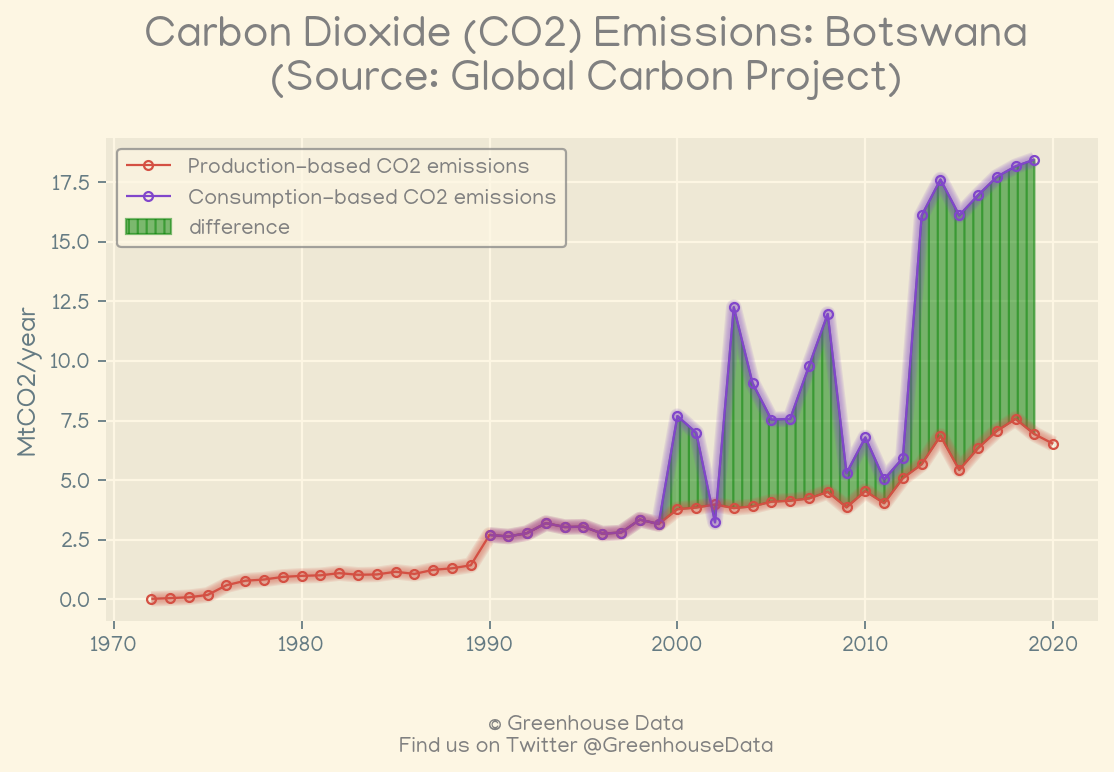 Carbon Dioxide (CO2) Emissions: Botswana
(Source: Global Carbon Project)
Production-based CO2 emissions
Consumption-based CO2 emissions
difference
MtCO2/year
17.5
15.0
12.5
10.0
7.5
5.0
2.5
0.0
1970 1980 1990 2000 2010 2020
© Greenhouse Data
Find us on Twitter @GreenhouseData